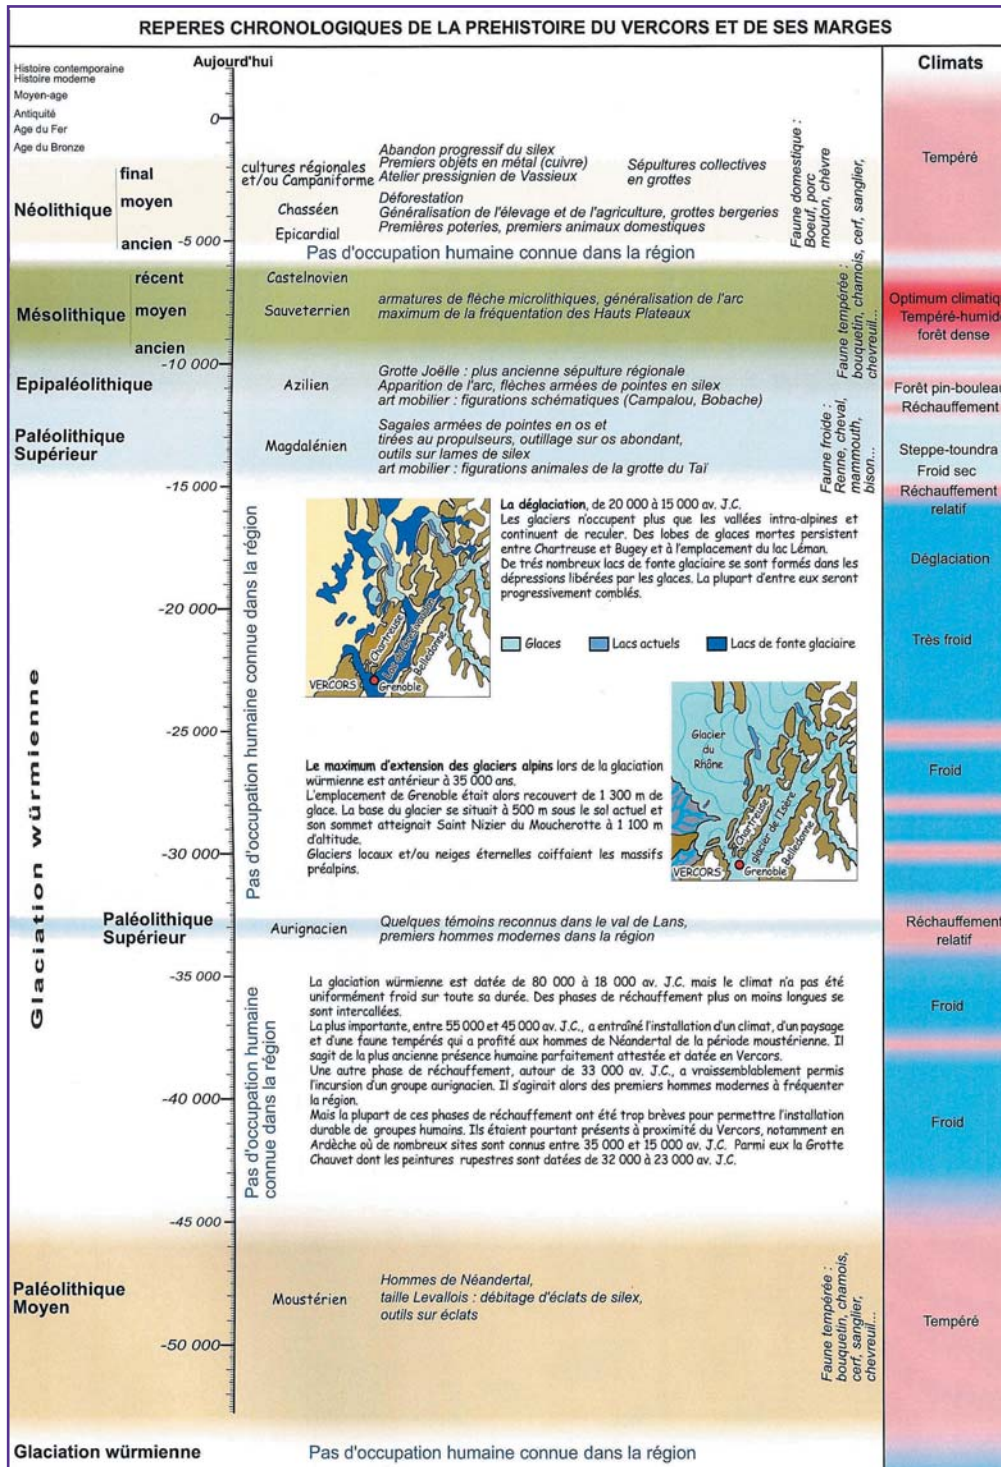 REPERES CHRONOLOGIQUES DE LA PREHISTOIRE DU VERCORS ET DE SES MARGES
Aujourd'hui
Climats
Histoire contemporaine
Histoire moderne
Moyen-age
Antiquité
0
Age du Fer
Age du Bronze
Néolithique
final
moyen
ancien
cultures régionales
et/ou Campaniforme
Abandon progressif du silex
Premiers objets en métal (cuivre)
Atelier pressignien de Vassieux
Sépultures collectives
en grottes
Chasséen
Déforestation
Généralisation de l'élevage et de l'agriculture, grottes bergeries
Epicardial
Premières poteries, premiers animaux domestiques
Faune domestique :
Boeuf, porc
mouton, chèvre
Tempéré
-5 000
Pas d'occupation humaine connue dans la région
Mésolithique
récent
moyen
ancien
Castelnovien
Sauveterrien
armatures de flèche microlithiques, généralisation de l'arc
maximum de la fréquentation des Hauts Plateaux
Faune tempérée :
bouquetin, chamois, cerf, sanglier,
chevreuil...
Optimum climatiqu
Tempéré-humid
forêt dense
-10 000
Epipaléolithique
Azilien
Grotte Joëlle : plus ancienne sépulture régionale
Apparition de l'arc, flèches armées de pointes en silex
art mobilier : figurations schématiques (Campalou, Bobache)
Forêt pin-bouleau
Réchauffement
Paléolithique
Supérieur
Magdalénien
Sagaies armées de pointes en os et
tirées au propulseurs, outillage sur os abondant,
outils sur lames de silex
art mobilier : figurations animales de la grotte du Taï
Faune froide :
Renne, cheval,
mammouth,
bison...
Steppe-toundra
Froid sec
-15 000
Réchauffement
relatif
Glaciation würmienne
Pas d'occupation humaine connue dans la région
La déglaciation, de 20 000 à 15 000 av. J.C.
Les glaciers n'occupent plus que les vallées intra-alpines et
continuent de reculer. Des lobes de glaces mortes persistent
entre Chartreuse et Bugey et à l'emplacement du lac Léman.
De trés nombreux lacs de fonte glaciaire se sont formés dans les
dépressions libérées par les glaces. La plupart d'entre eux seront
progressivement comblés.
Chartreuse
Belledonne
VERCORS
Grenoble
Glaces
Lacs actuels
Lacs de fonte glaciaire
Déglaciation
-20 000
Très froid
-25 000
Le maximum d'extension des glaciers alpins lors de la glaciation
würmienne est antérieur à 35 000 ans.
L'emplacement de Grenoble était alors recouvert de 1 300 m de
glace. La base du glacier se situait à 500 m sous le sol actuel et
son sommet atteignait Saint Nizier du Moucherotte à 1 100 m
d'altitude.
Glaciers locaux et/ou neiges éternelles coiffaient les massifs
préalpins.
Glacier
du
Rhône
Chartreuse
glacier de l'Isère
Belledonne
VERCORS
Grenoble
Froid
-30 000
Paléolithique
Supérieur
Aurignacien
Quelques témoins reconnus dans le val de Lans,
premiers hommes modernes dans la région
Réchauffement
relatif
-35 000
Pas d'occupation humaine
connue dans la région
La glaciation würmienne est datée de 80 000 à 18 000 av. J.C. mais le climat n'a pas été
uniformément froid sur toute sa durée. Des phases de réchauffement plus on moins longues se
sont intercallées.
La plus importante, entre 55 000 et 45 000 av. J.C., a entraîné l'installation d'un climat, d'un paysage
et d'une faune tempérés qui a profité aux hommes de Néandertal de la période moustérienne. Il
sagit de la plus ancienne présence humaine parfaitement attestée et datée en Vercors.
Une autre phase de réchauffement, autour de 33 000 av. J.C., a vraissemblablement permis
l'incursion d'un groupe aurignacien. Il s'agirait alors des premiers hommes modernes à fréquenter
la région.
Mais la plupart de ces phases de réchauffement ont été trop brèves pour permettre l'installation
durable de groupes humains. Ils étaient pourtant présents à proximité du Vercors, notamment en
Ardèche où de nombreux sites sont connus entre 35 000 et 15 000 av. J.C. Parmi eux la Grotte
Chauvet dont les peintures rupestres sont datées de 32 000 à 23 000 av. J.C.
Froid
-40 000
Froid
-45 000
Paléolithique
Moyen
Moustérien
Hommes de Néandertal,
taille Levallois : débitage d'éclats de silex,
outils sur éclats
Faune tempérée :
bouquetin, chamois,
cerf, sanglier,
chevreuil...
Tempéré
-50 000
Glaciation würmienne
Pas d'occupation humaine connue dans la région